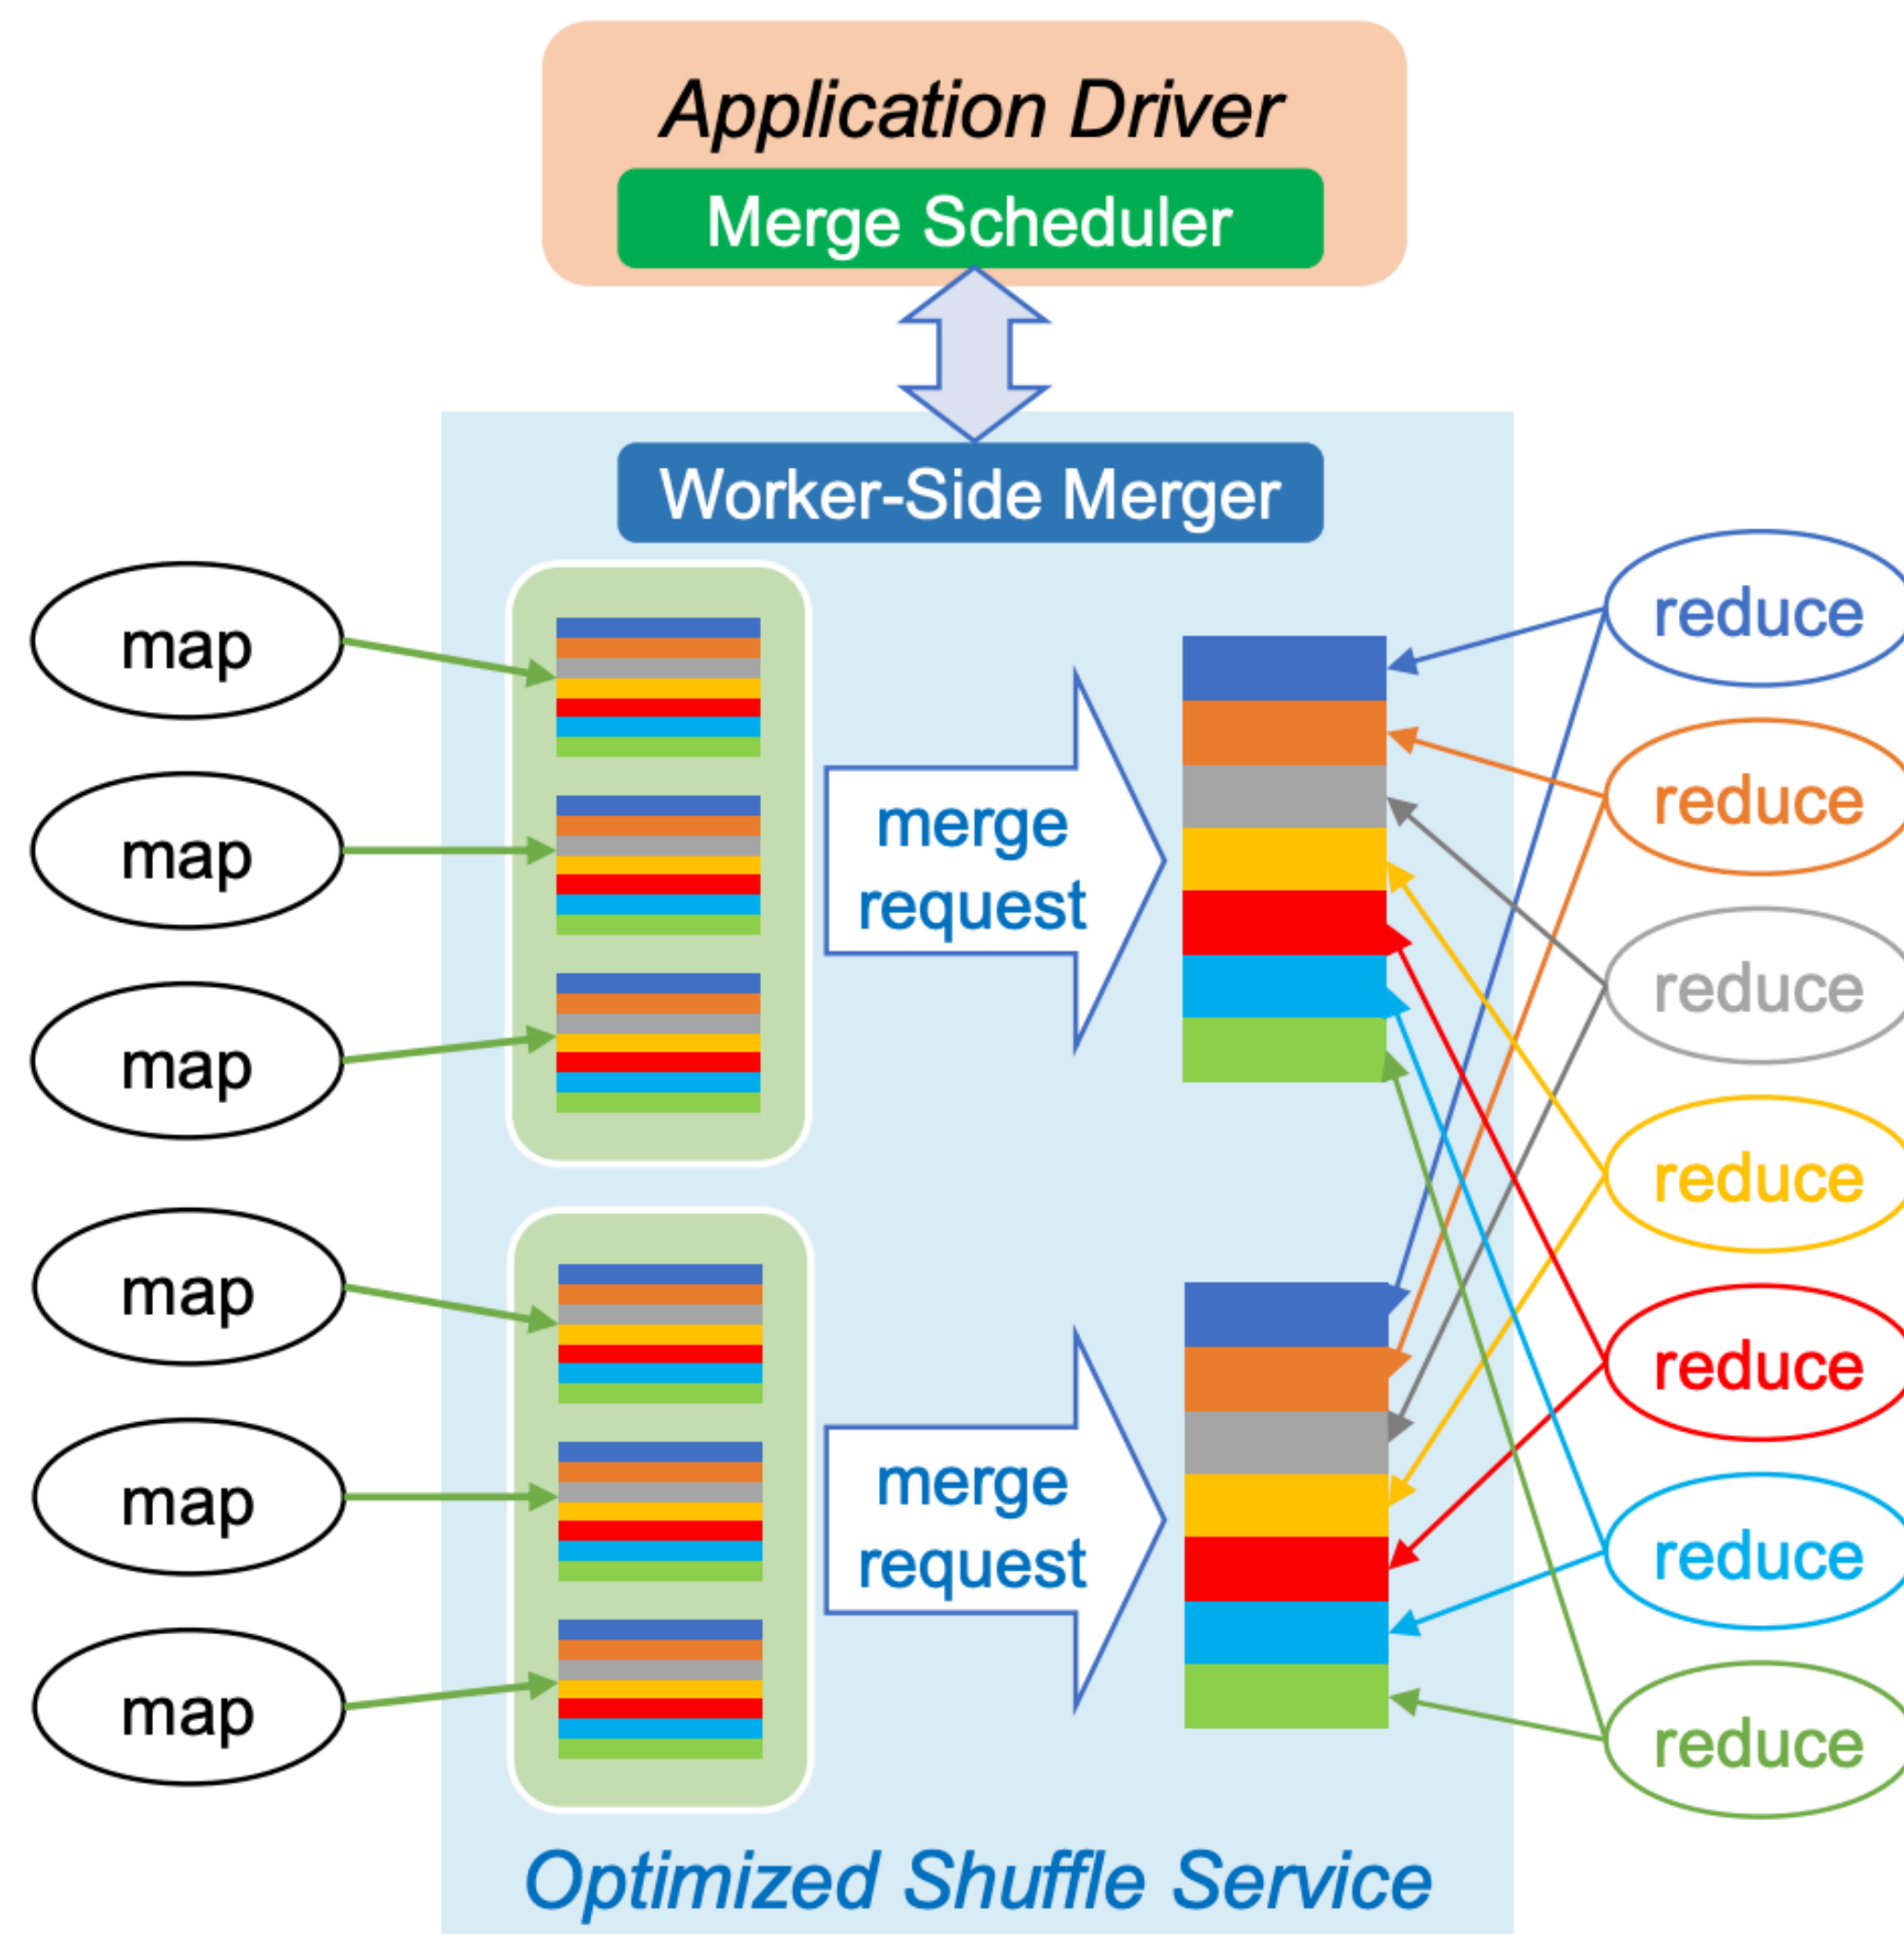 Application Driver
Merge Scheduler
Worker-Side Merger
map
map
map
map
map
map
merge
request
merge
request
reduce
reduce
reduce
reduce
reduce
reduce
reduce
Optimized Shuffle Service